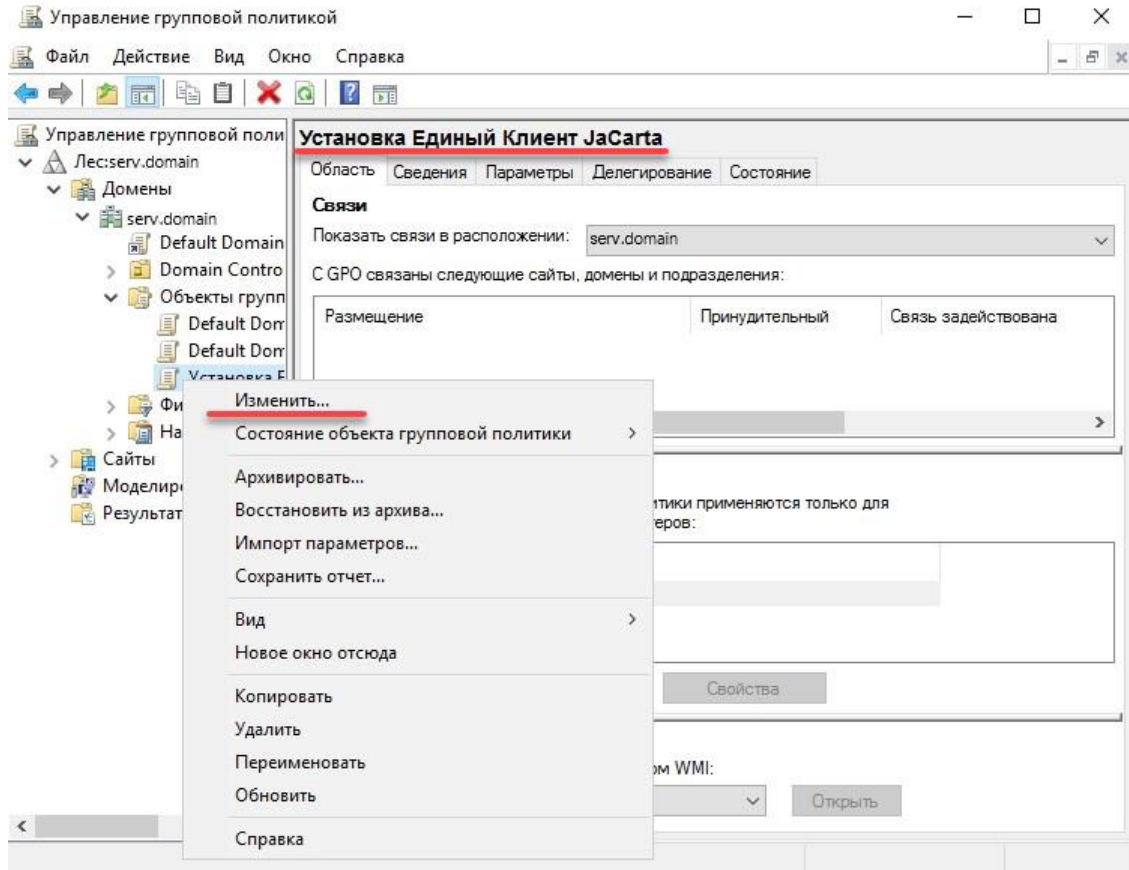 Управление групповой политикой
Файл Действие Вид Окно Справка
Управление групповой поли
Лес:serv.domain
Домены
serv.domain
Default Domain
Domain Contro
Объекты групп
Default Dom
Default Dom
Установка Е
Фи
На
Сайты
Моделир
Результат
Установка Единый Клиент JaCarta
Область Сведения Параметры Делегирование Состояние
Связи
Показать связи в расположении: serv.domain
С GPO связаны следующие сайты, домены и подразделения:
Размещение Принудительный Связь задействована
Изменить...
Состояние объекта групповой политики
Архивировать...
Восстановить из архива...
Импорт параметров...
Сохранить отчет...
Вид
Новое окно отсюда
Копировать
Удалить
Переименовать
Обновить
Справка
итики применяются только для
еров:
Свойства
ом WMI:
Открыть